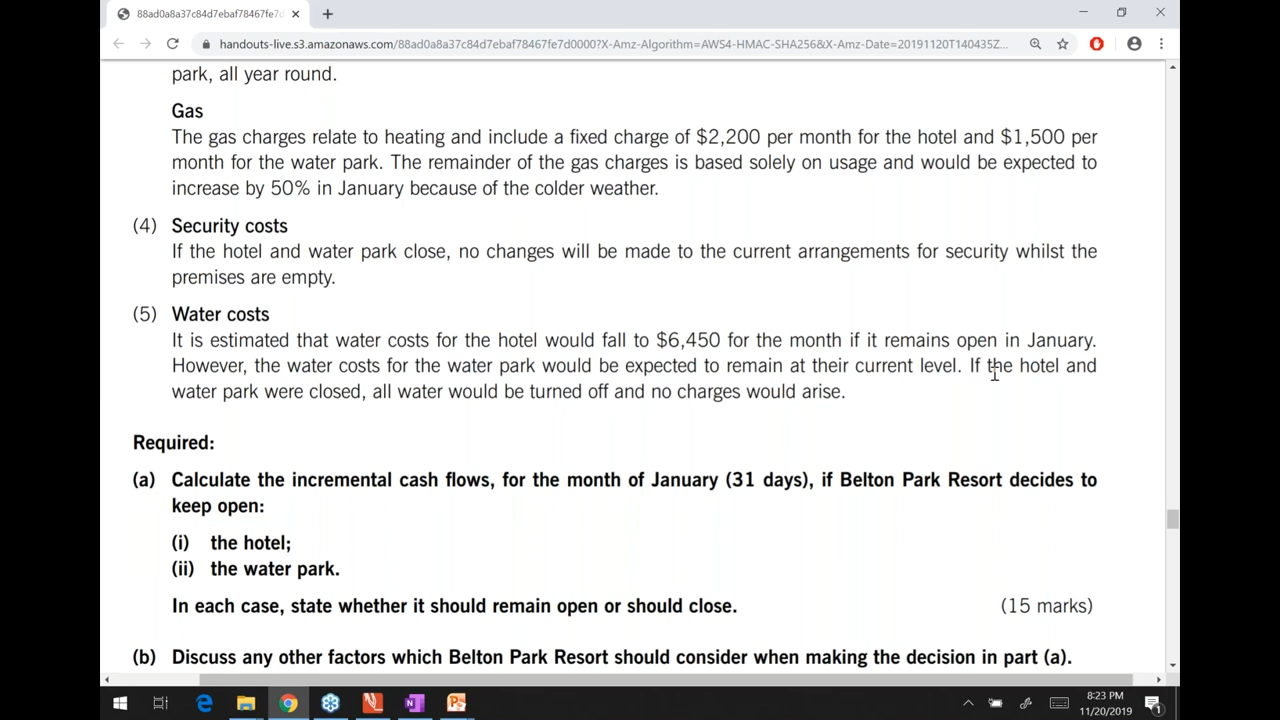 88ad0a8a37c84d7ebaf78467fe7d
handouts-live.s3.amazonaws.com/88ad0a8a37c84d7ebaf78467fe7d0000?X-Amz-Algorithm=AWS4-HMAC-SHA256&X-Amz-Date=20191120T140435Z...
park, all year round.
Gas
The gas charges relate to heating and include a fixed charge of $2,200 per month for the hotel and $1,500 per
month for the water park. The remainder of the gas charges is based solely on usage and would be expected to
increase by 50% in January because of the colder weather.
(4) Security costs
If the hotel and water park close, no changes will be made to the current arrangements for security whilst the
premises are empty.
(5) Water costs
It is estimated that water costs for the hotel would fall to $6,450 for the month if it remains open in January.
However, the water costs for the water park would be expected to remain at their current level. If the hotel and
water park were closed, all water would be turned off and no charges would arise.
Required:
(a) Calculate the incremental cash flows, for the month of January (31 days), if Belton Park Resort decides to
keep open:
(i) the hotel;
(ii) the water park.
In each case, state whether it should remain open or should close. (15 marks)
(b) Discuss any other factors which Belton Park Resort should consider when making the decision in part (a).
8:23 PM
11/20/2019
1